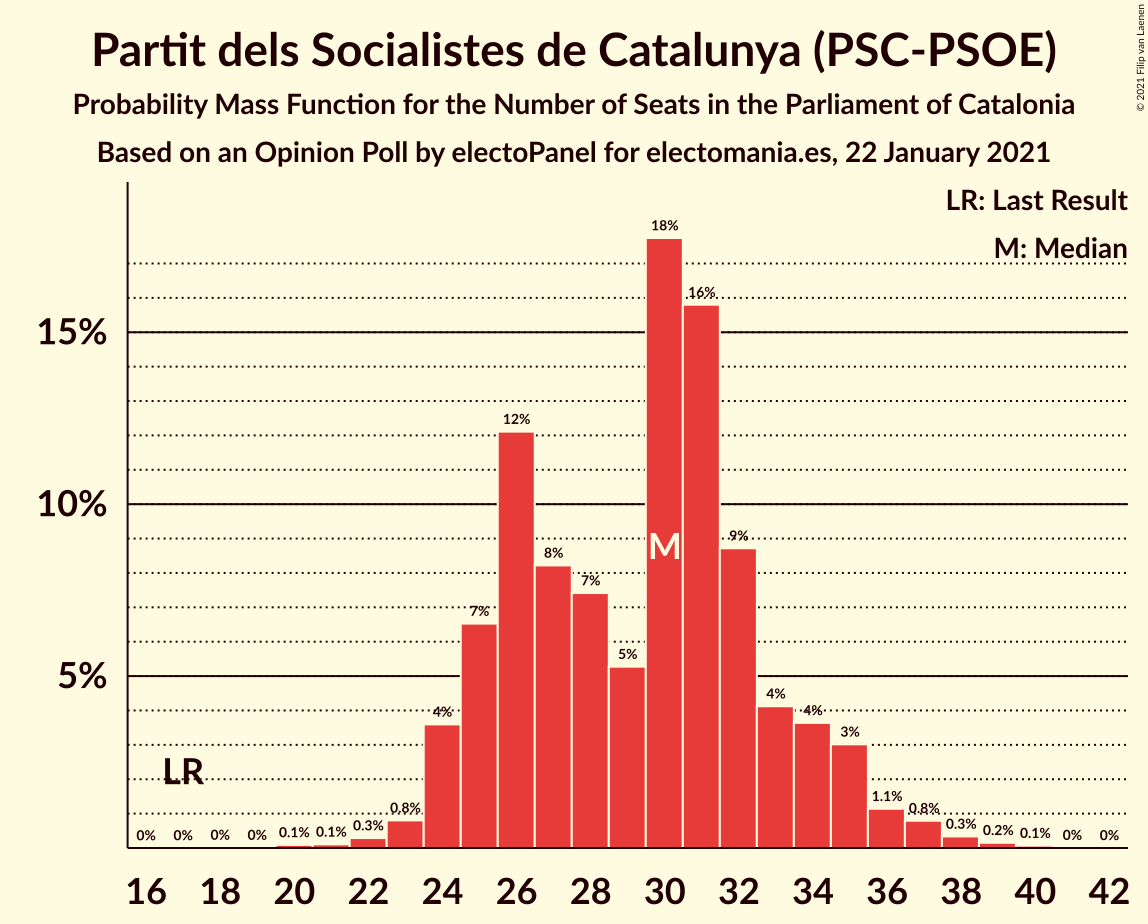 Partit dels Socialistes de Catalunya (PSC-PSOE)
Probability Mass Function for the Number of Seats in the Parliament of Catalonia
Based on an Opinion Poll by electoPanel for electomania.es, 22 January 2021
© 2021 Filip van Laenen
LR: Last Result
M: Median
15%
10%
5%
0% 0% 0% 0% 0.1% 0.1% 0.3% 0.8% 4% 7% 12% 8% 7% 5% 18% 16% 9% 4% 4% 3% 1.1% 0.8% 0.3% 0.2% 0.1% 0% 0%
LR
M
16 18 20 22 24 26 28 30 32 34 36 38 40 42